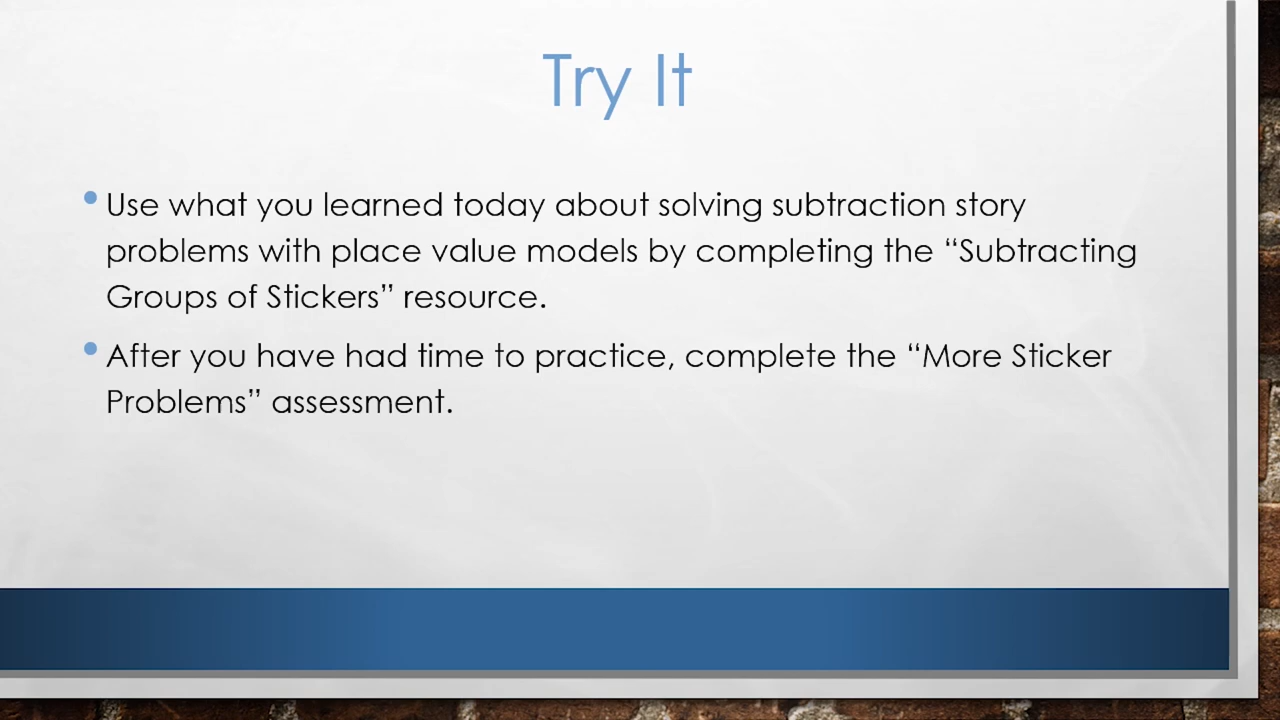 Try It
• Use what you learned today about solving subtraction story
problems with place value models by completing the “Subtracting
Groups of Stickers” resource.
• After you have had time to practice, complete the “More Sticker
Problems” assessment.